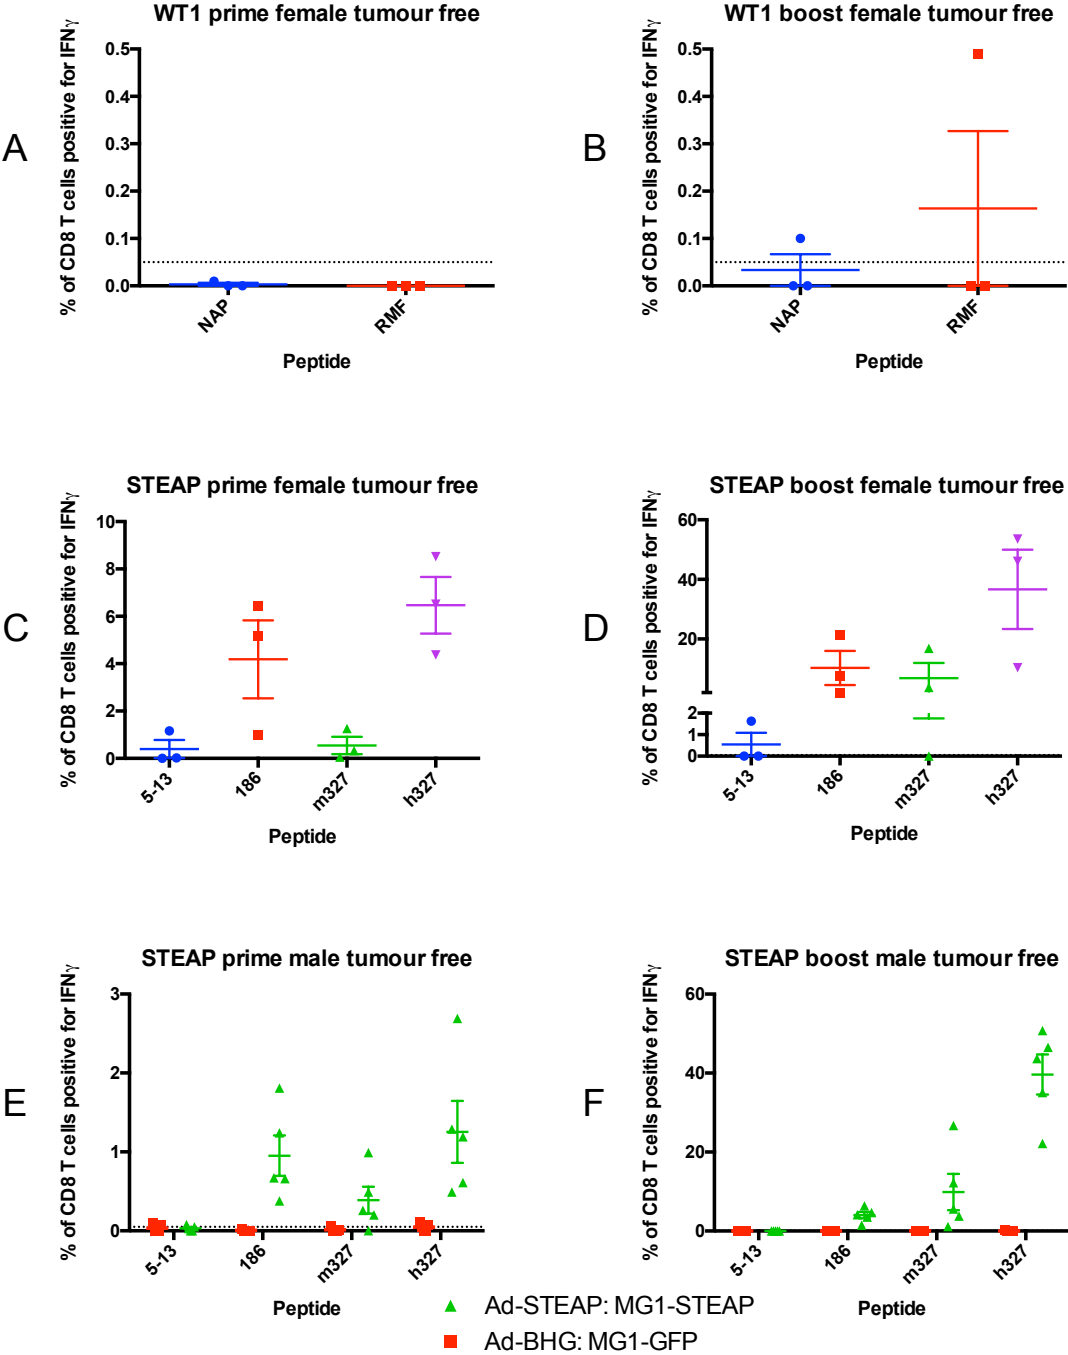 WT1 prime female tumour free
A
% of CD8 T cells positive for IFNγ
0.5
0.4
0.3
0.2
0.1
0.0
NAP
RMF
Peptide
WT1 boost female tumour free
B
% of CD8 T cells positive for IFNγ
0.5
0.4
0.3
0.2
0.1
0.0
NAP
RMF
Peptide
STEAP prime female tumour free
C
% of CD8 T cells positive for IFNγ
10
8
6
4
2
0
5-13
186
m327
h327
Peptide
STEAP boost female tumour free
D
% of CD8 T cells positive for IFNγ
60
40
20
2
1
0
5-13
186
m327
h327
Peptide
STEAP prime male tumour free
E
% of CD8 T cells positive for IFNγ
3
2
1
0
5-13
186
m327
h327
Peptide
STEAP boost male tumour free
F
% of CD8 T cells positive for IFNγ
60
40
20
0
5-13
186
m327
h327
Peptide
Ad-STEAP: MG1-STEAP
Ad-BHG: MG1-GFP